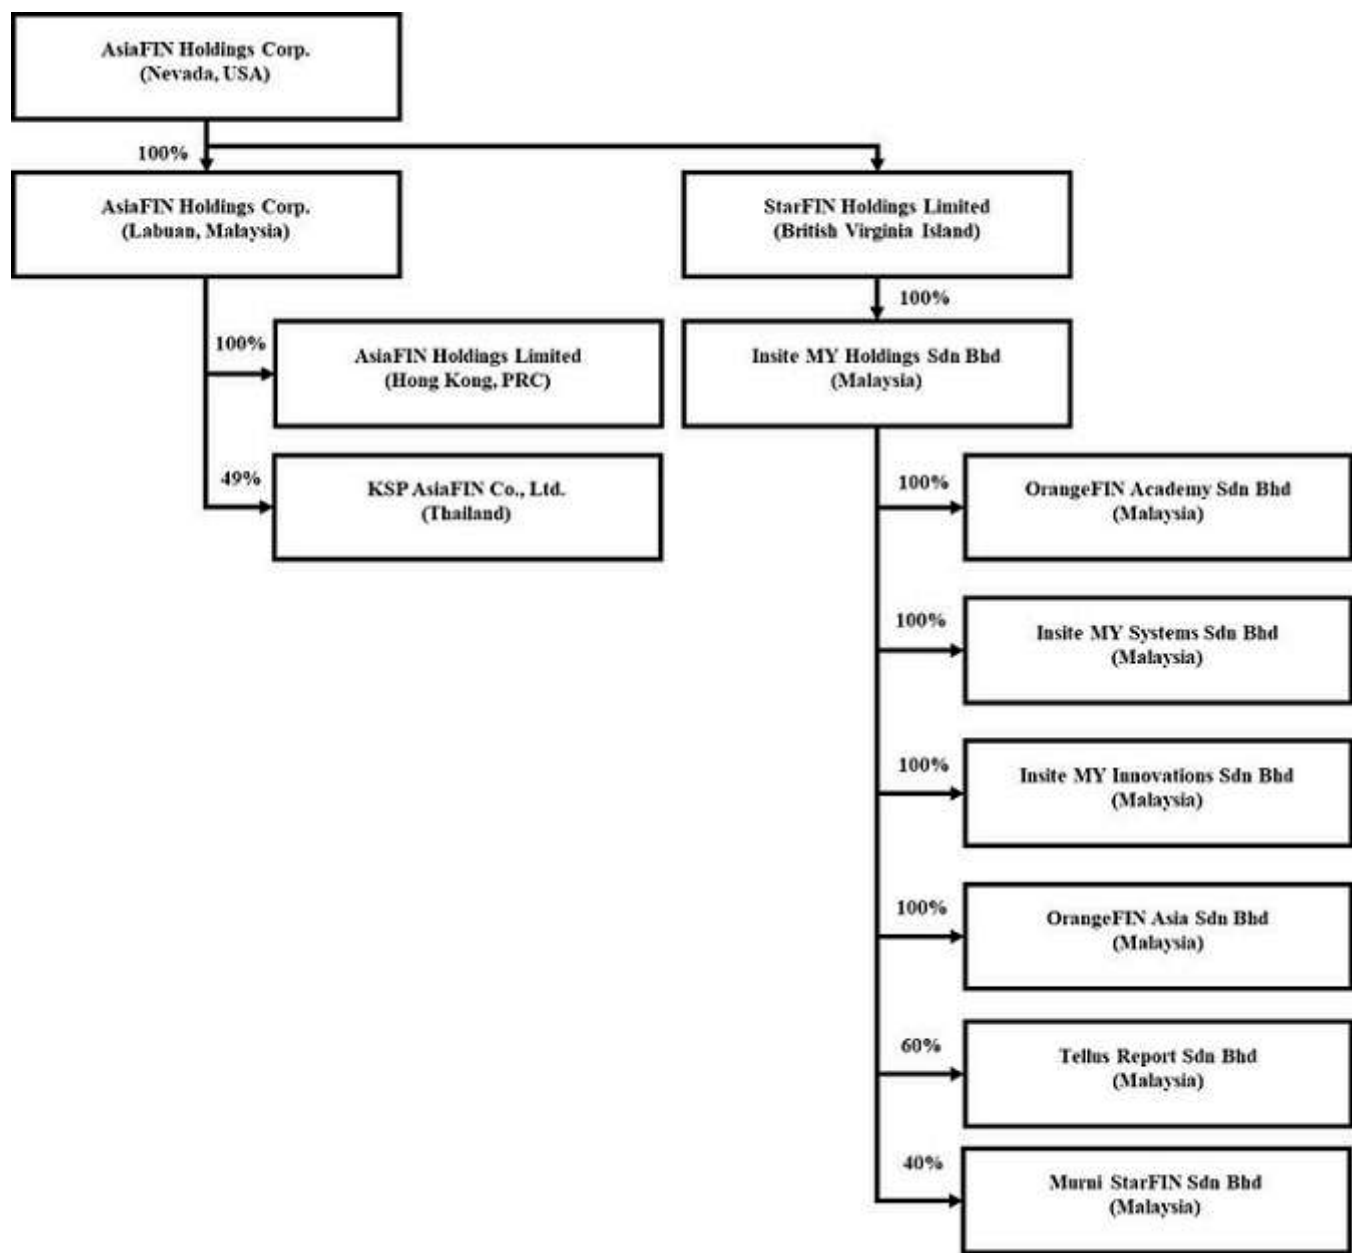 AsiaFIN Holdings Corp.
(Nevada, USA)
100%
AsiaFIN Holdings Corp.
(Labuan, Malaysia)
StarFIN Holdings Limited
(British Virginia Island)
100%
100%
AsiaFIN Holdings Limited
(Hong Kong, PRC)
Insite MY Holdings Sdn Bhd
(Malaysia)
49%
KSP AsiaFIN Co., Ltd.
(Thailand)
100%
OrangeFIN Academy Sdn Bhd
(Malaysia)
100%
Insite MY Systems Sdn Bhd
(Malaysia)
100%
Insite MY Innovations Sdn Bhd
(Malaysia)
100%
OrangeFIN Asia Sdn Bhd
(Malaysia)
60%
Tellus Report Sdn Bhd
(Malaysia)
40%
Murni StarFIN Sdn Bhd
(Malaysia)